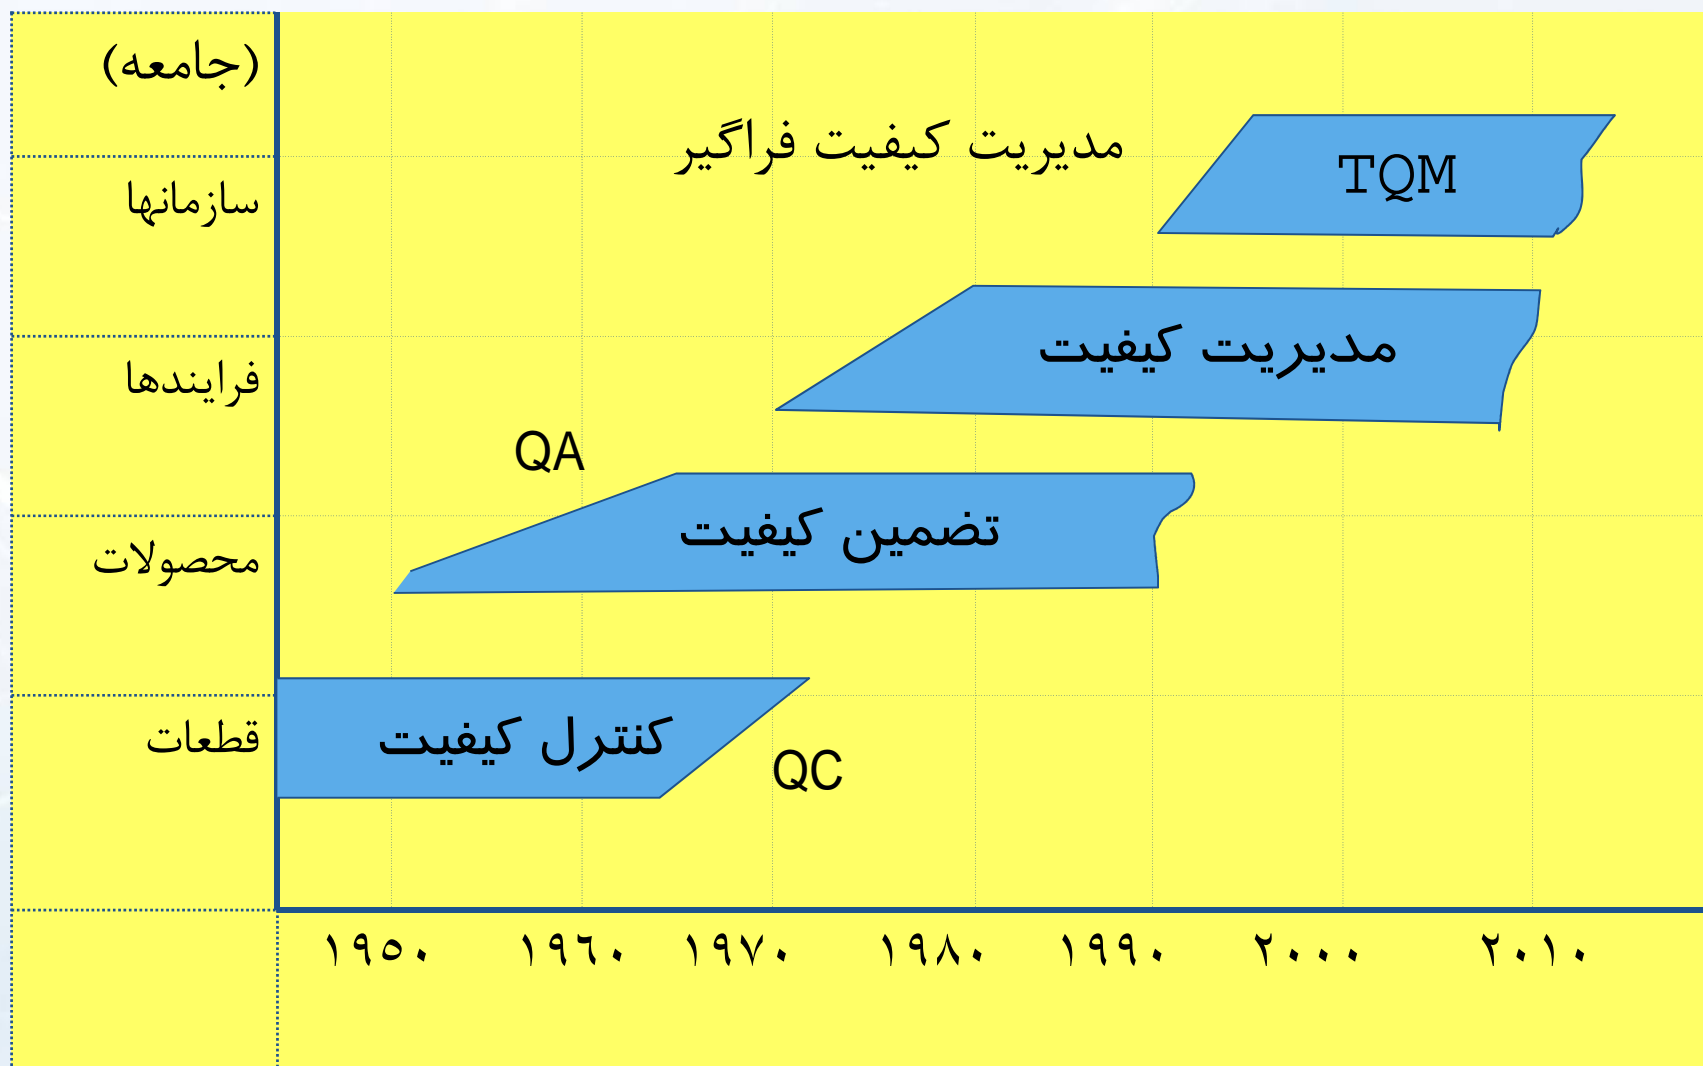 (جامعه)
مدیریت کیفیت فراگیر
TQM
سازمانها
مدیریت کیفیت
فرایندها
QA
تضمین کیفیت
محصولات
کنترل کیفیت
قطعات
QC
۱۹۵۰ ۱۹۶۰ ۱۹۷۰ ۱۹۸۰ ۱۹۹۰ ۲۰۰۰ ۲۰۱۰